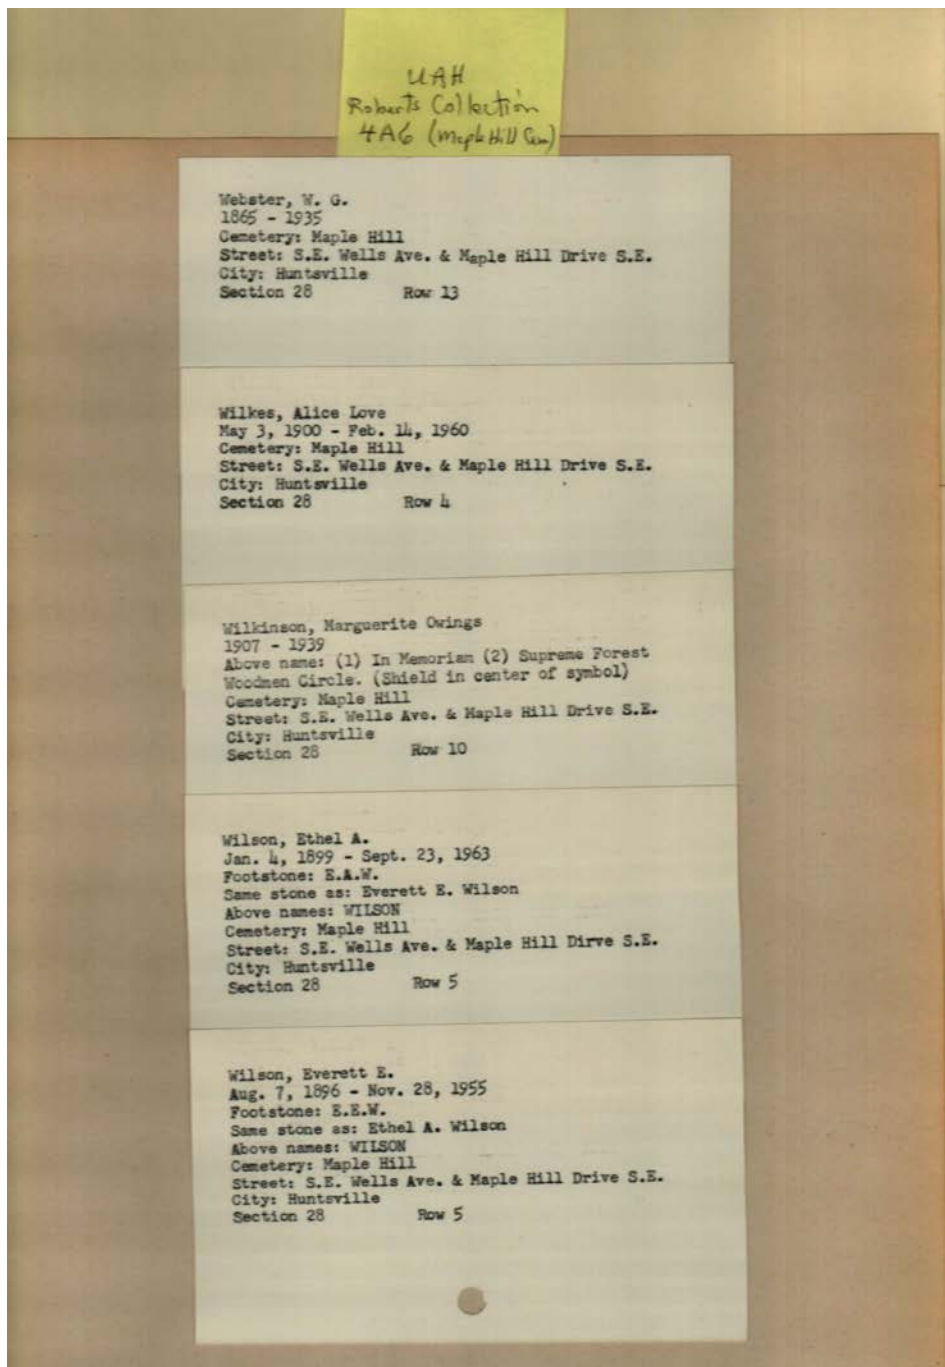 UAH
Roberts Collection
4A6 (Maple Hill Cem)
Webster, W. G.
1865 - 1935
Cemetery: Maple Hill
Street: S.E. Wells Ave. & Maple Hill Drive S.E.
City: Huntsville
Section 28 Row 13
Wilkes, Alice Love
May 3, 1900 - Feb. 14, 1960
Cemetery: Maple Hill
Street: S.E. Wells Ave. & Maple Hill Drive S.E.
City: Huntsville
Section 28 Row 4
Wilkinson, Marguerite Owings
1907 - 1939
Above name: (1) In Memoriam (2) Supreme Forest
Woodmen Circle. (Shield in center of symbol)
Cemetery: Maple Hill
Street: S.E. Wells Ave. & Maple Hill Drive S.E.
City: Huntsville
Section 28 Row 10
Wilson, Ethel A.
Jan. 4, 1899 - Sept. 23, 1963
Footstone: E.A.W.
Same stone as: Everett E. Wilson
Above names: WILSON
Cemetery: Maple Hill
Street: S.E. Wells Ave. & Maple Hill Dirve S.E.
City: Huntsville
Section 28 Row 5
Wilson, Everett E.
Aug. 7, 1896 - Nov. 28, 1955
Footstone: E.E.W.
Same stone as: Ethel A. Wilson
Above names: WILSON
Cemetery: Maple Hill
Street: S.E. Wells Ave. & Maple Hill Drive S.E.
City: Huntsville
Section 28 Row 5